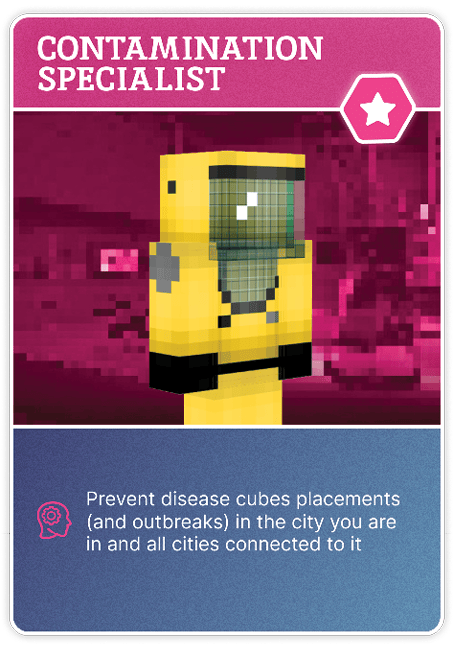 CONTAMINATION
SPECIALIST
Prevent disease cubes placements
(and outbreaks) in the city you are
in and all cities connected to it